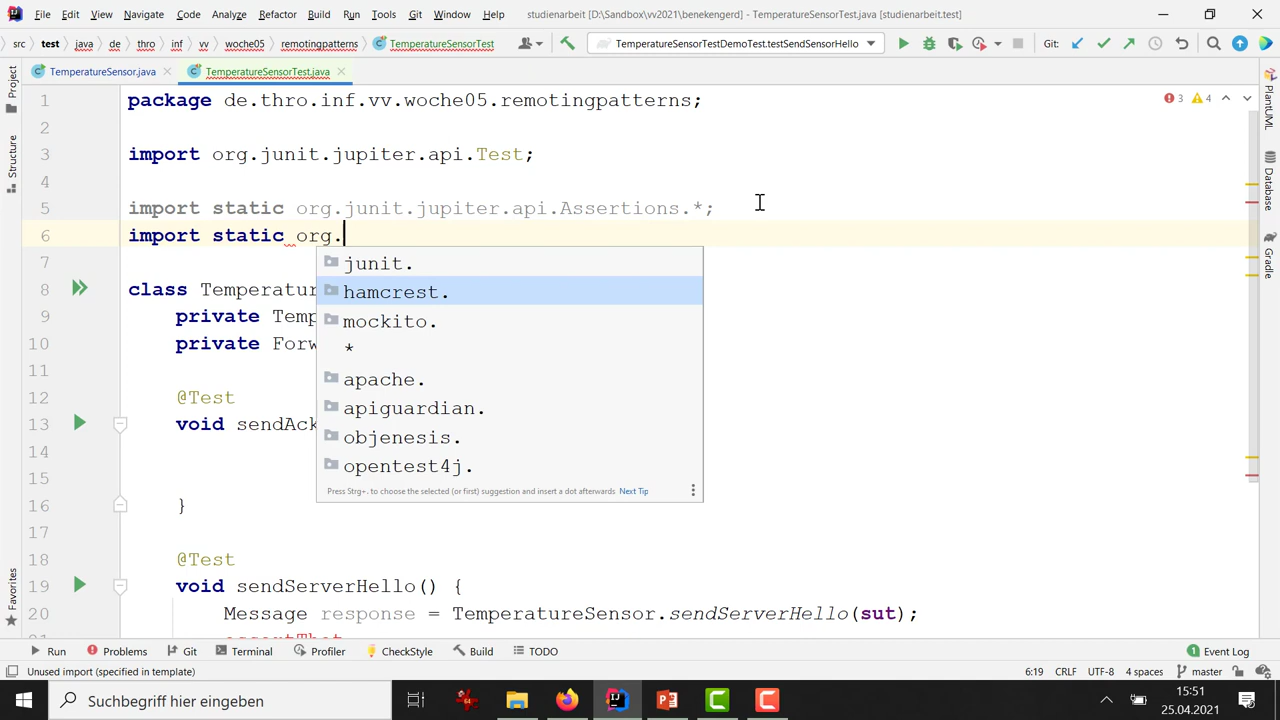 File Edit View Navigate Code Analyze Refactor Build Run Tools Git Window Help studienarbeit [D:\Sandbox\vv2021\benekengerd] - TemperatureSensorTest.java [studienarbeit.test]
src test java de thro inf vv woche05 remotingpatterns TemperatureSensorTest TemperatureSensorTestDemoTest.testSendSensorHello Git:
TemperatureSensor.java TemperatureSensorTest.java
Project
Structure
Favorites
PlantUML
Database
Gradle
3 4
1 package de.thro.inf.vv.woche05.remotingpatterns;
2
3 import org.junit.jupiter.api.Test;
4
5 import static org.junit.jupiter.api.Assertions.*;
6 import static org.
7
junit.
8 class Temperatur
hamcrest.
9 private Temp
mockito.
10 private Forw
*
11
apache.
12 @Test
apiguardian.
13 void sendAck
objenesis.
14
opentest4j.
15
Press Strg+. to choose the selected (or first) suggestion and insert a dot afterwards Next Tip
16 }
17
18 @Test
19 void sendServerHello() {
20 Message response = TemperatureSensor.sendServerHello(sut);
Run Problems Git Terminal Profiler CheckStyle Build TODO 1 Event Log
Unused import (specified in template) 6:19 CRLF UTF-8 4 spaces master
Suchbegriff hier eingeben
15:51
25.04.2021